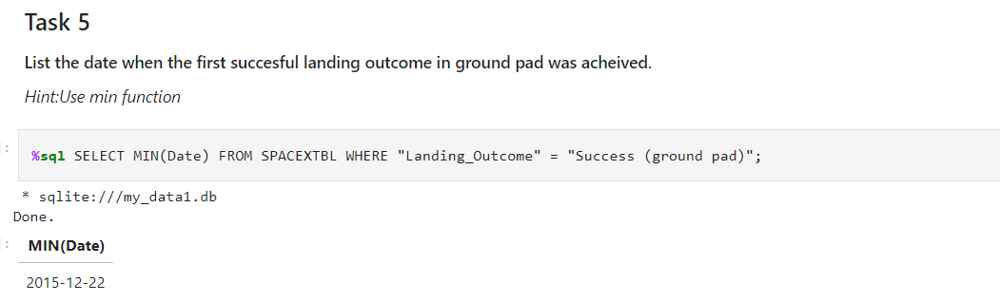 Task 5
List the date when the first succesful landing outcome in ground pad was acheived.
Hint:Use min function
: %sql SELECT MIN(Date) FROM SPACEXTBL WHERE "Landing_Outcome" = "Success (ground pad)";
* sqlite:///my_data1.db
Done.
: MIN(Date)
2015-12-22